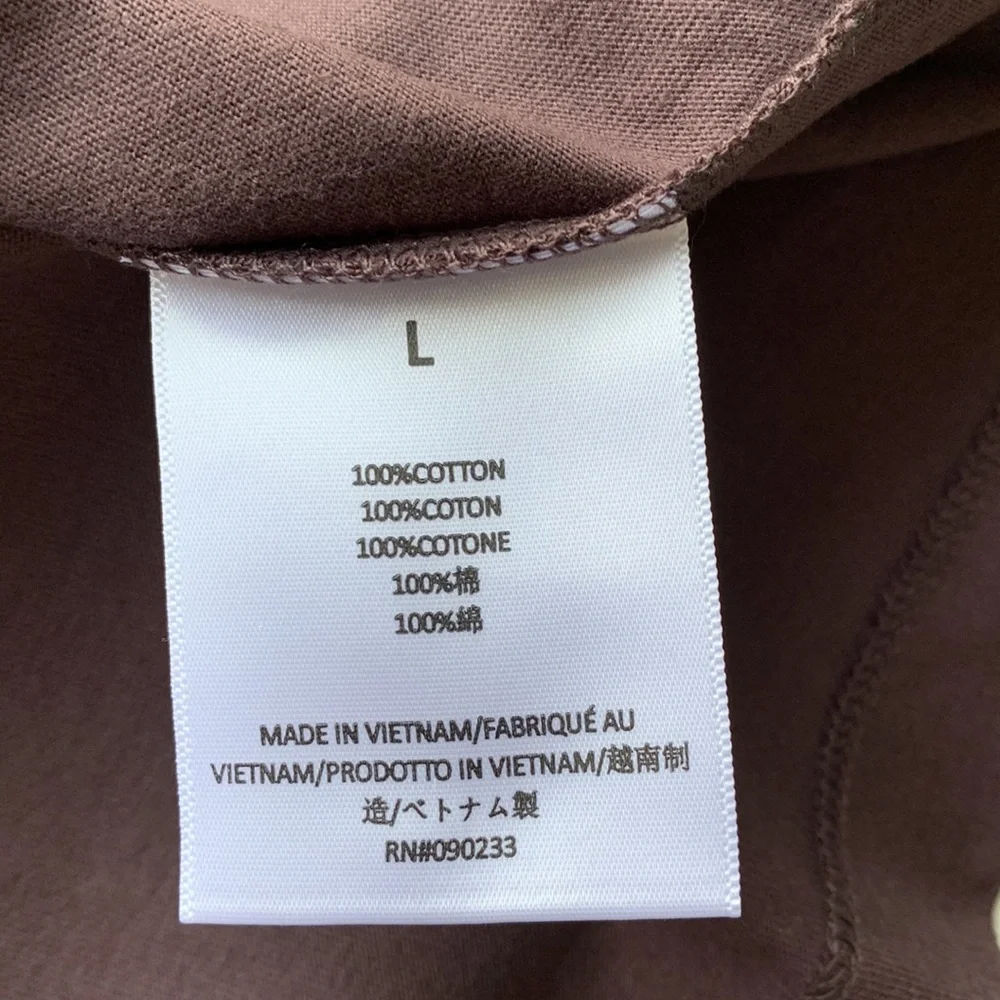 L
100%COTTON
100%COTON
100%COTONE
100%棉
100%綿
MADE IN VIETNAM/FABRIQUÉ AU
VIETNAM/PRODOTTO IN VIETNAM/越南制
造/ベトナム製
RN#090233